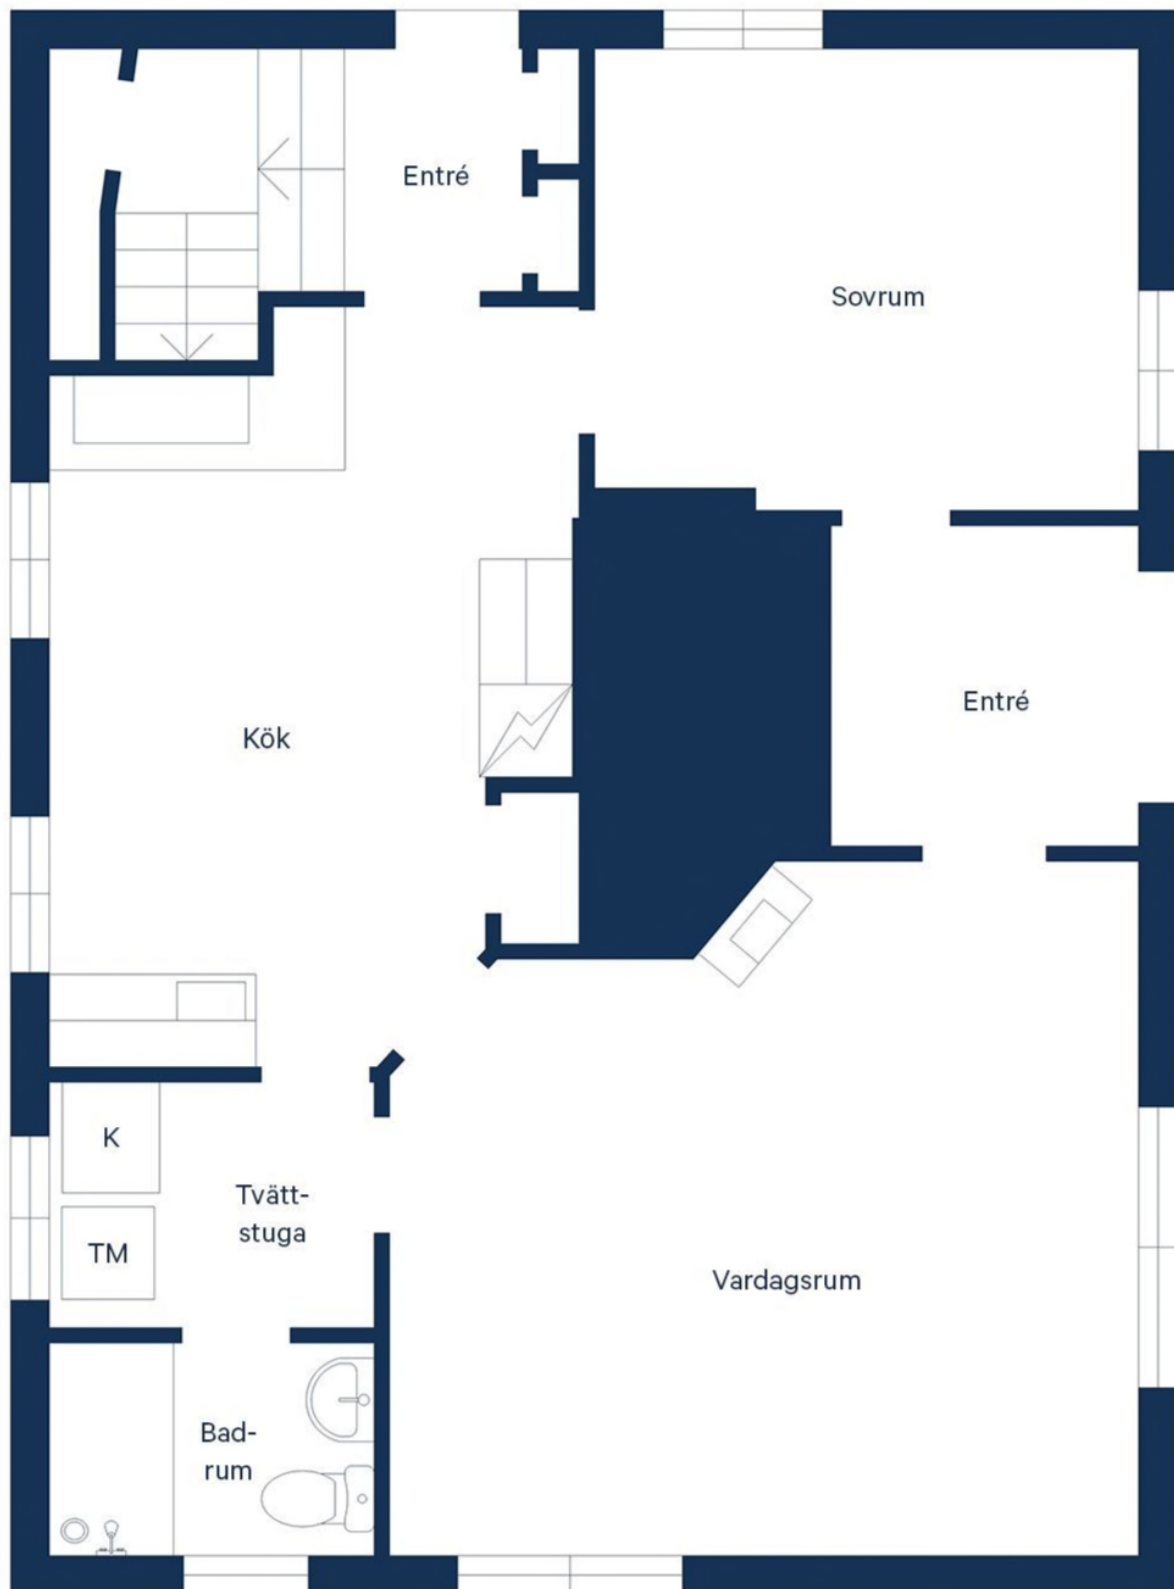 Entré
Sovrum
Entré
Kök
K
Tvätt-
stuga
TM
Vardagsrum
Bad-
rum